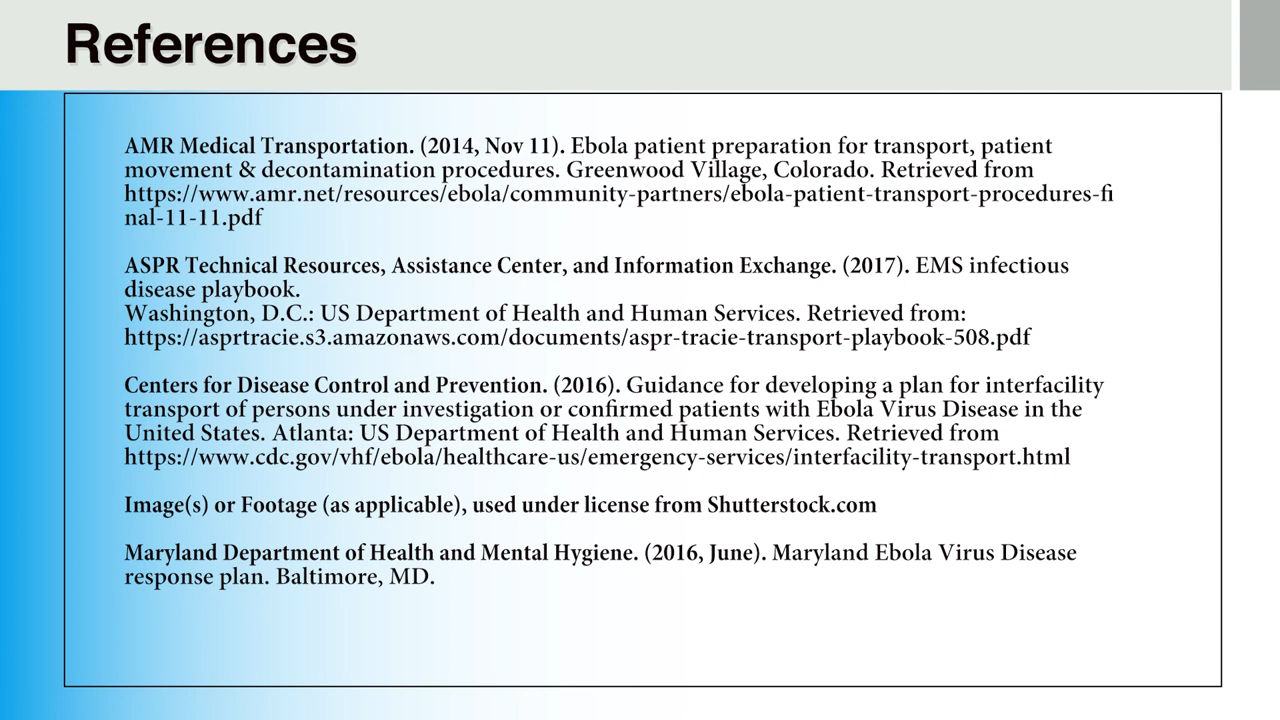 References
AMR Medical Transportation. (2014, Nov 11). Ebola patient preparation for transport, patient
movement & decontamination procedures. Greenwood Village, Colorado. Retrieved from
https://www.amr.net/resources/ebola/community-partners/ebola-patient-transport-procedures-fi
nal-11-11.pdf
ASPR Technical Resources, Assistance Center, and Information Exchange. (2017). EMS infectious
disease playbook.
Washington, D.C.: US Department of Health and Human Services. Retrieved from:
https://asprtracie.s3.amazonaws.com/documents/aspr-tracie-transport-playbook-508.pdf
Centers for Disease Control and Prevention. (2016). Guidance for developing a plan for interfacility
transport of persons under investigation or confirmed patients with Ebola Virus Disease in the
United States. Atlanta: US Department of Health and Human Services. Retrieved from
https://www.cdc.gov/vhf/ebola/healthcare-us/emergency-services/interfacility-transport.html
Image(s) or Footage (as applicable), used under license from Shutterstock.com
Maryland Department of Health and Mental Hygiene. (2016, June). Maryland Ebola Virus Disease
response plan. Baltimore, MD.